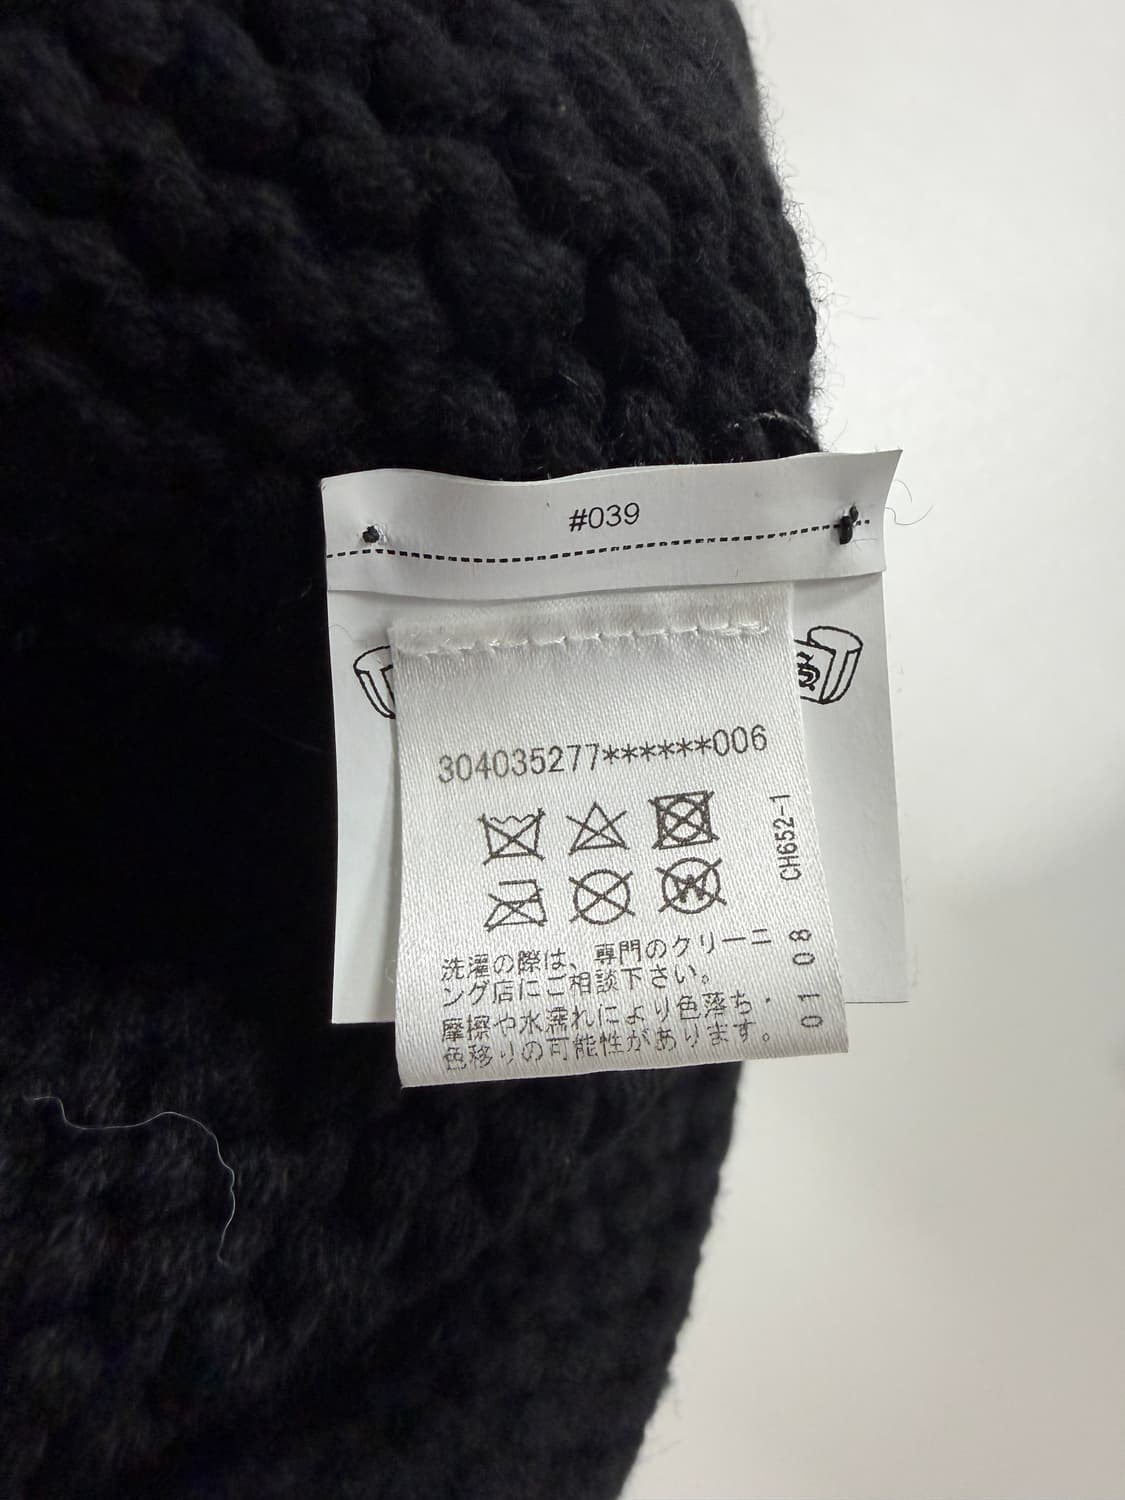 #039
304035277******006
CH652-1
洗濯の際は、専門のクリーニ
ング店にご相談下さい。
摩擦や水濡れにより色落ち・
色移りの可能性があります。
01 08